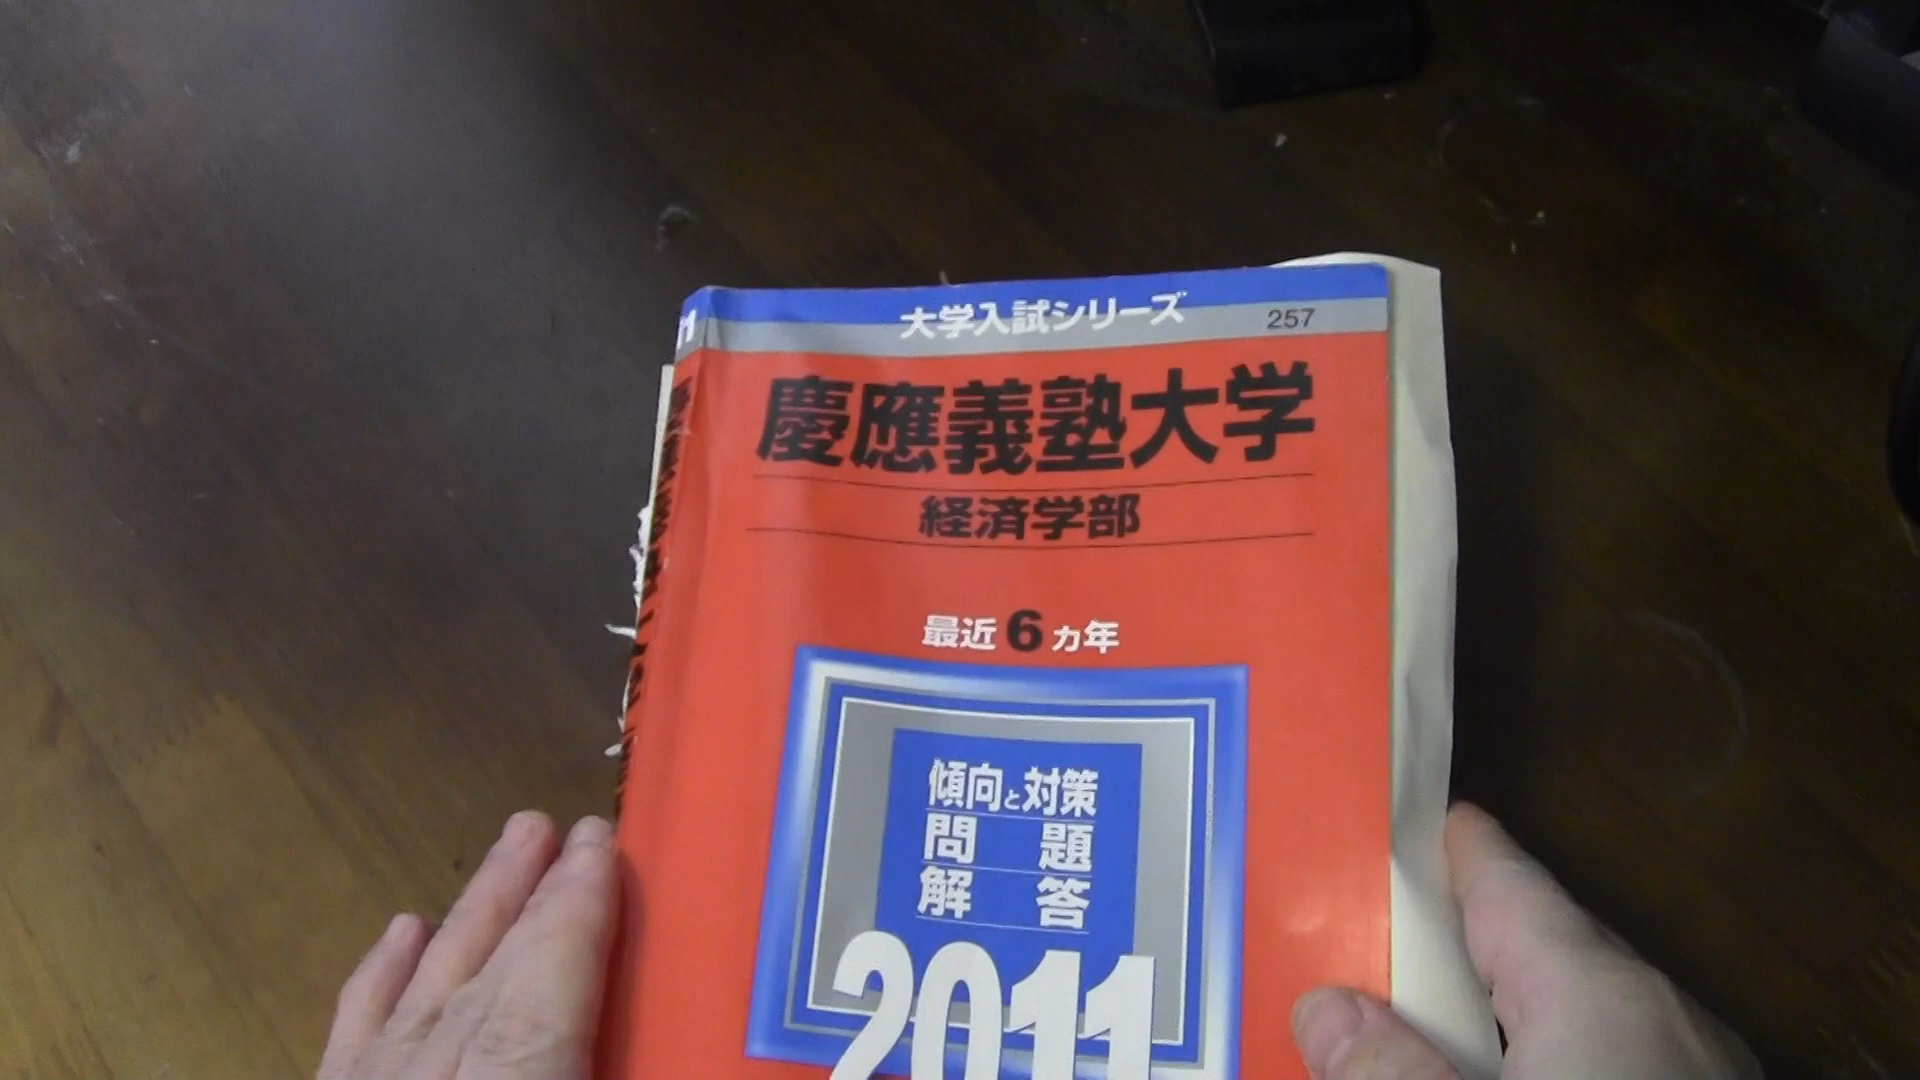 大学入試シリーズ
257
慶應義塾大学
経済学部
最近6カ年
傾向と対策
問題
解答
2011